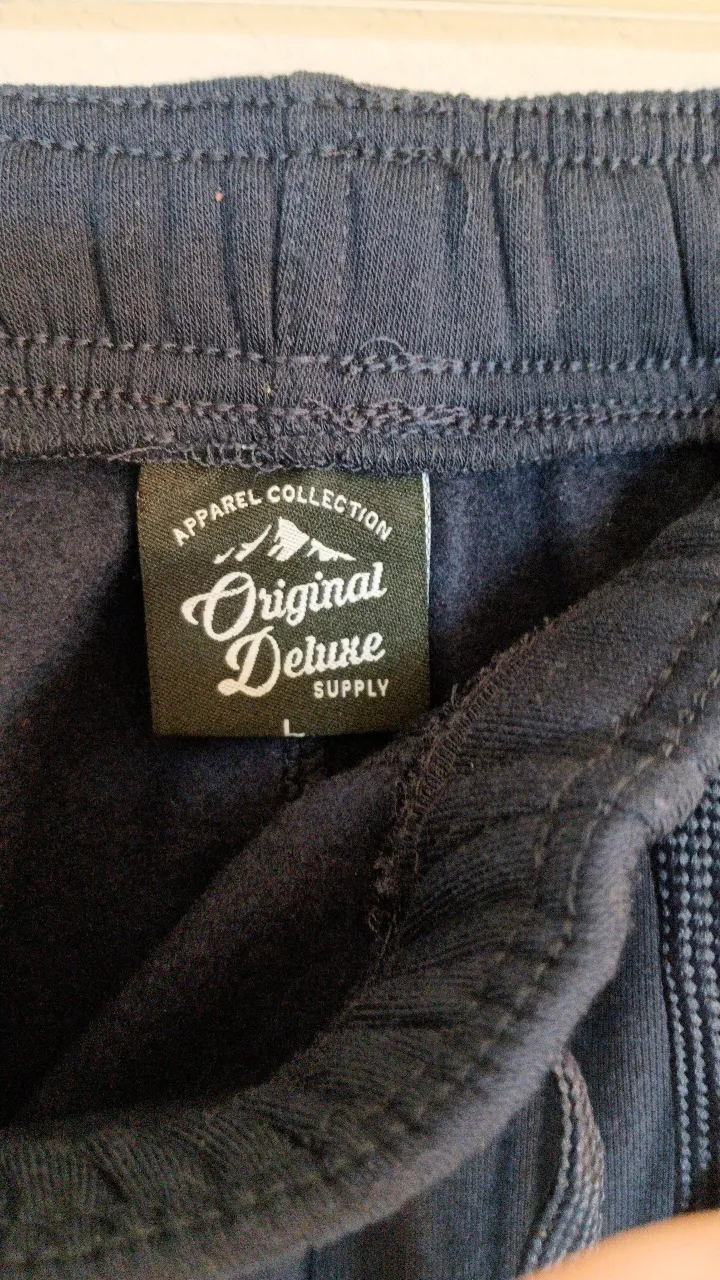 APPAREL COLLECTION
Original
Deluxe
SUPPLY
L